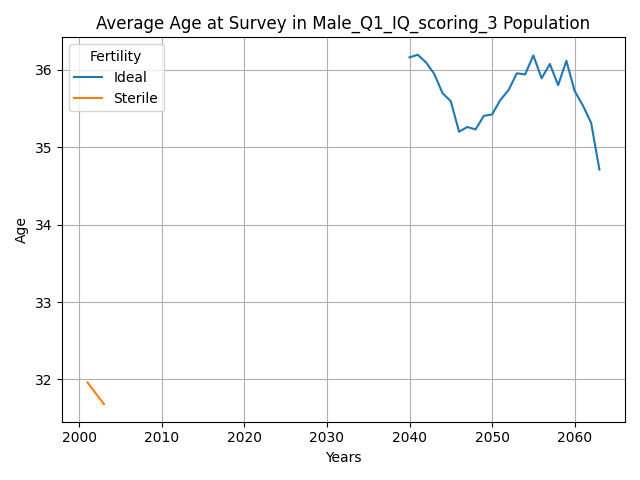 Average Age at Survey in Male_Q1_IQ_scoring_3 Population
Fertility
Ideal
Sterile
36
35
34
33
32
Age
2000 2010 2020 2030 2040 2050 2060
Years